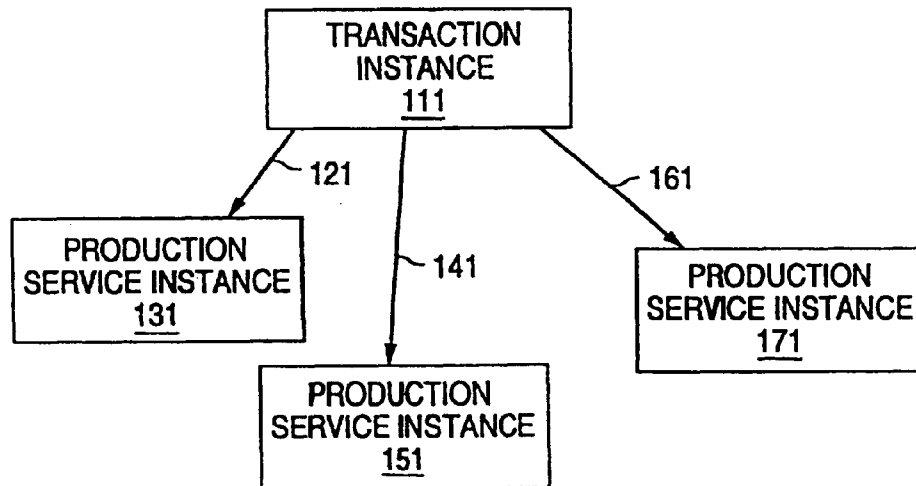 TRANSACTION
INSTANCE
111
121
161
PRODUCTION
SERVICE INSTANCE
131
141
PRODUCTION
SERVICE INSTANCE
171
PRODUCTION
SERVICE INSTANCE
151